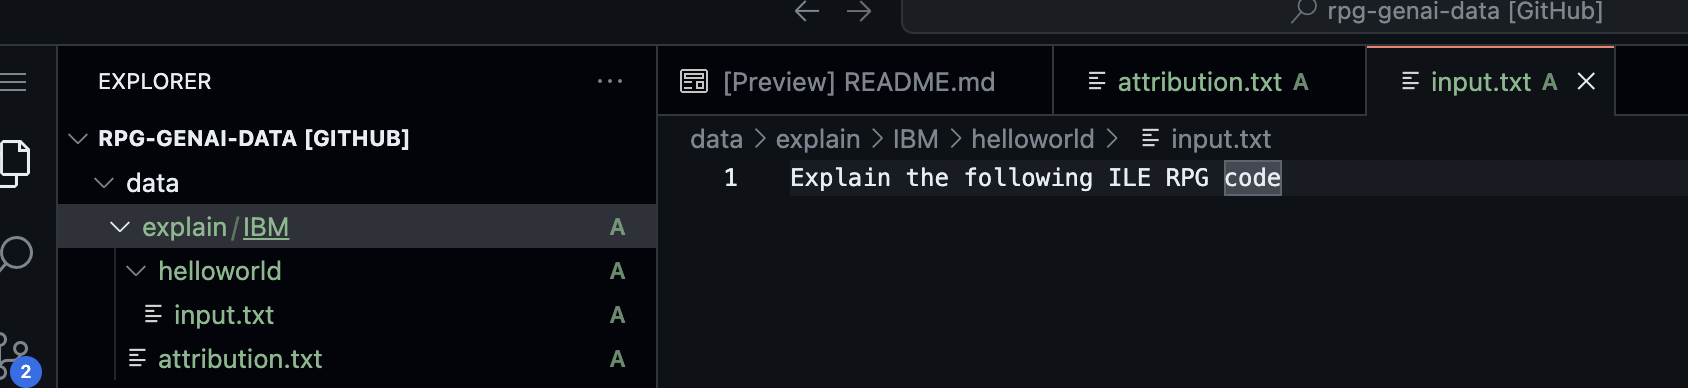 rpg-genai-data [GitHub]
EXPLORER ...
[Preview] README.md
attribution.txt A
input.txt A
RPG-GENAI-DATA [GITHUB]
data
explain/IBM A
helloworld A
input.txt A
attribution.txt A
2
data > explain > IBM > helloworld > input.txt
1 Explain the following ILE RPG code